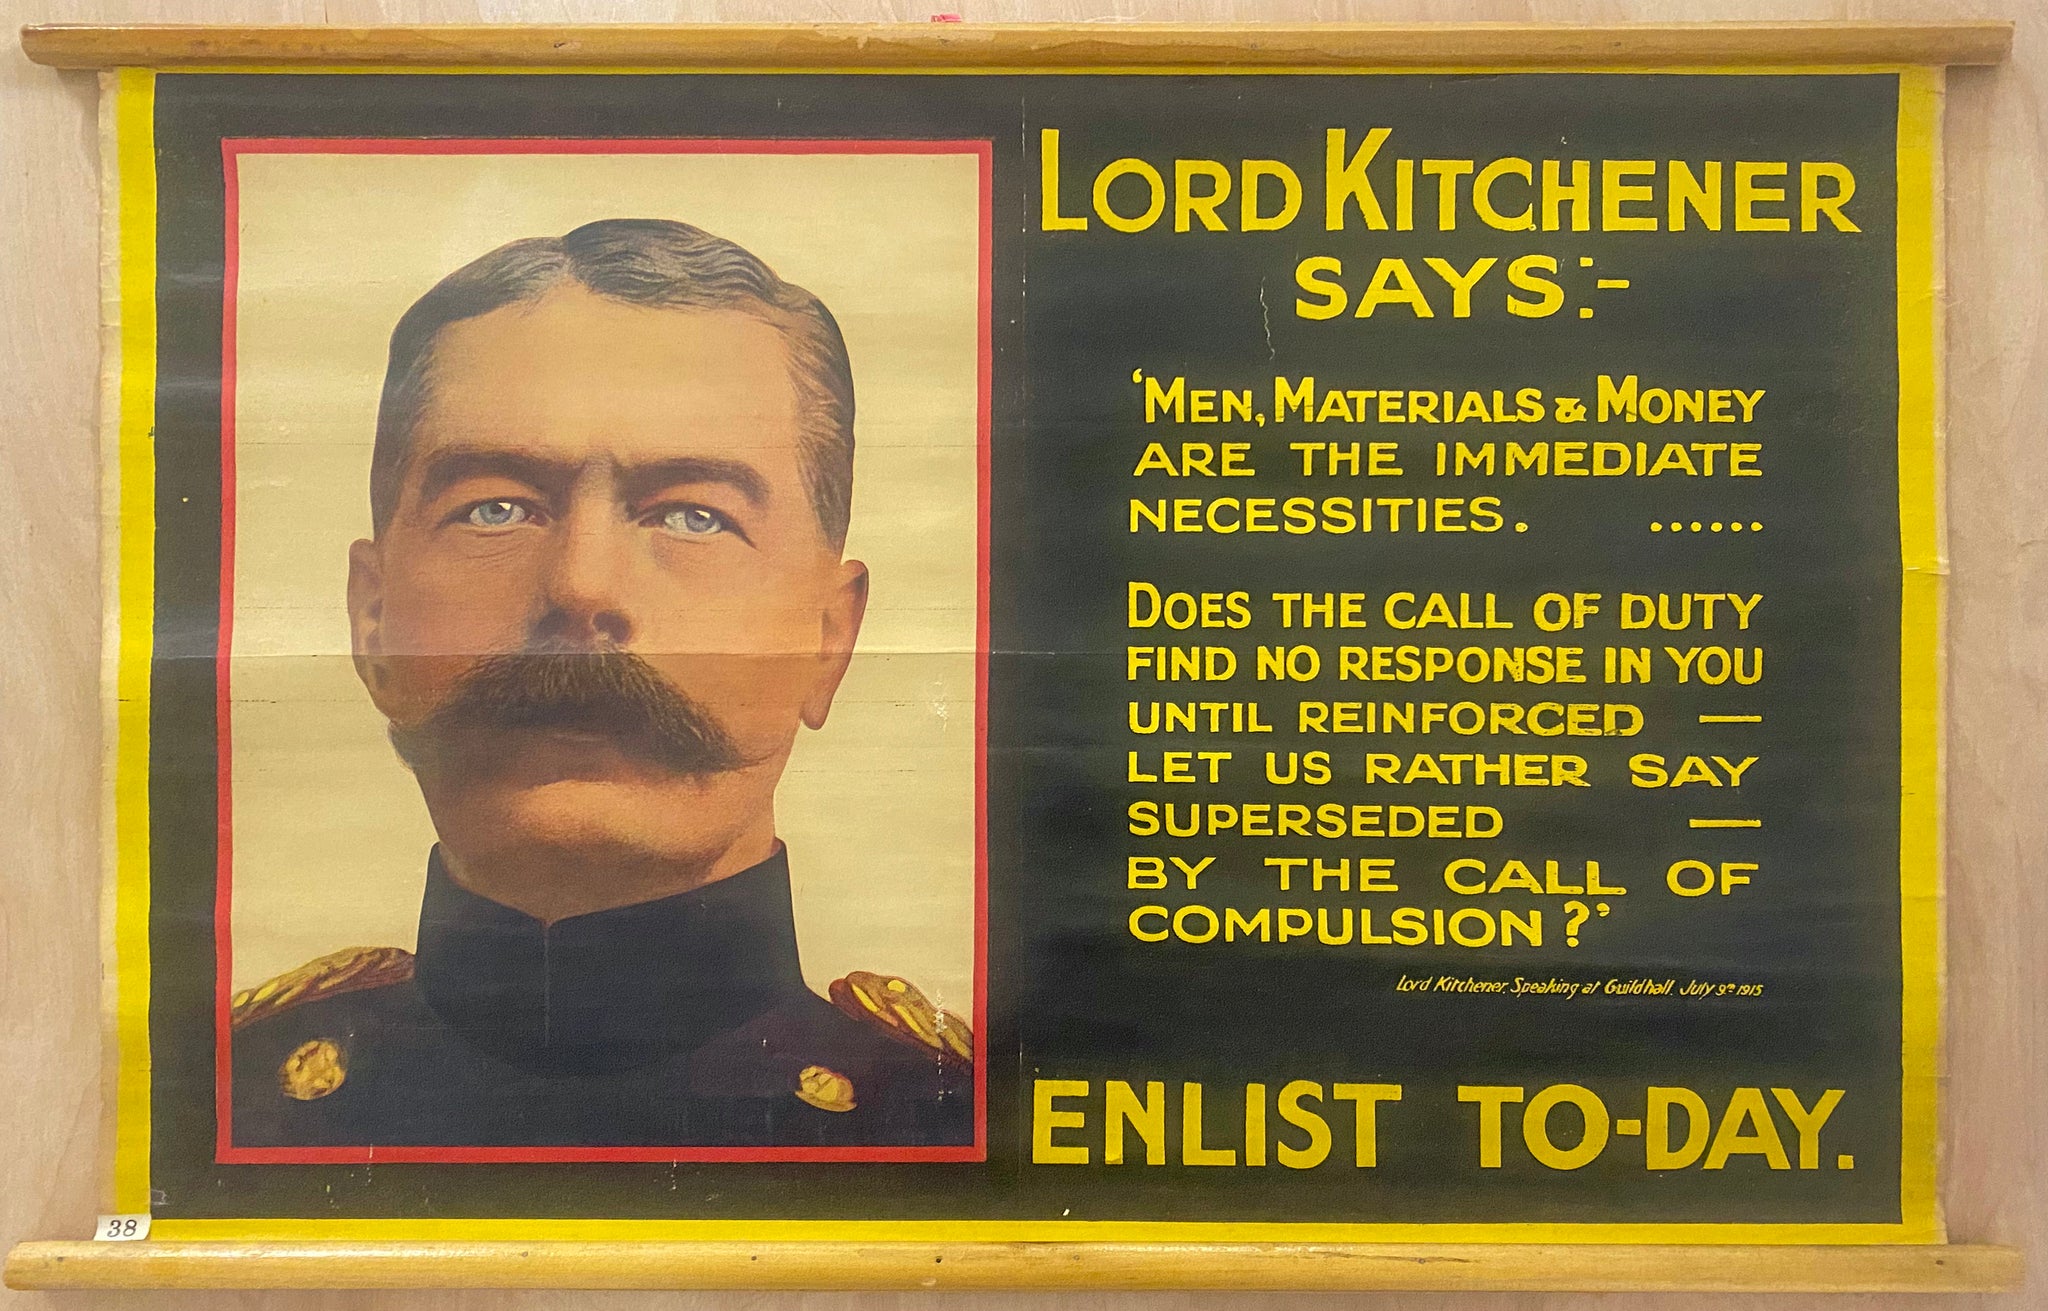 LORD KITCHENER
SAYS:-
'MEN, MATERIALS & MONEY
ARE THE IMMEDIATE
NECESSITIES. ......
DOES THE CALL OF DUTY
FIND NO RESPONSE IN YOU
UNTIL REINFORCED —
LET US RATHER SAY
SUPERSEDED —
BY THE CALL OF
COMPULSION?'
Lord Kitchener, Speaking at Guildhall, July 9th 1915
ENLIST TO-DAY.
38